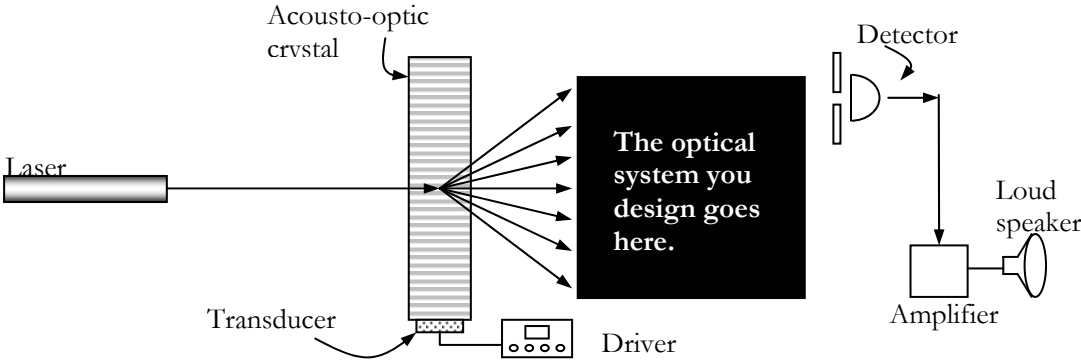 Acousto-optic
crvstal
Detector
Laser
The optical
system you
design goes
here.
Loud
speaker
Amplifier
Transducer
Driver